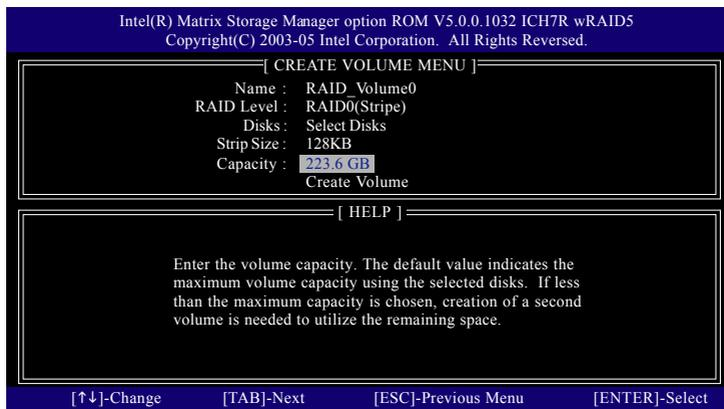 Intel(R) Matrix Storage Manager option ROM V5.0.0.1032 ICH7R wRAID5
Copyright(C) 2003-05 Intel Corporation. All Rights Reversed.
[ CREATE VOLUME MENU ]
Name : RAID_Volume0
RAID Level : RAID0(Stripe)
Disks : Select Disks
Strip Size : 128KB
Capacity : 223.6 GB
Create Volume
[ HELP ]
Enter the volume capacity. The default value indicates the
maximum volume capacity using the selected disks. If less
than the maximum capacity is chosen, creation of a second
volume is needed to utilize the remaining space.
[↑↓]-Change [TAB]-Next [ESC]-Previous Menu [ENTER]-Select